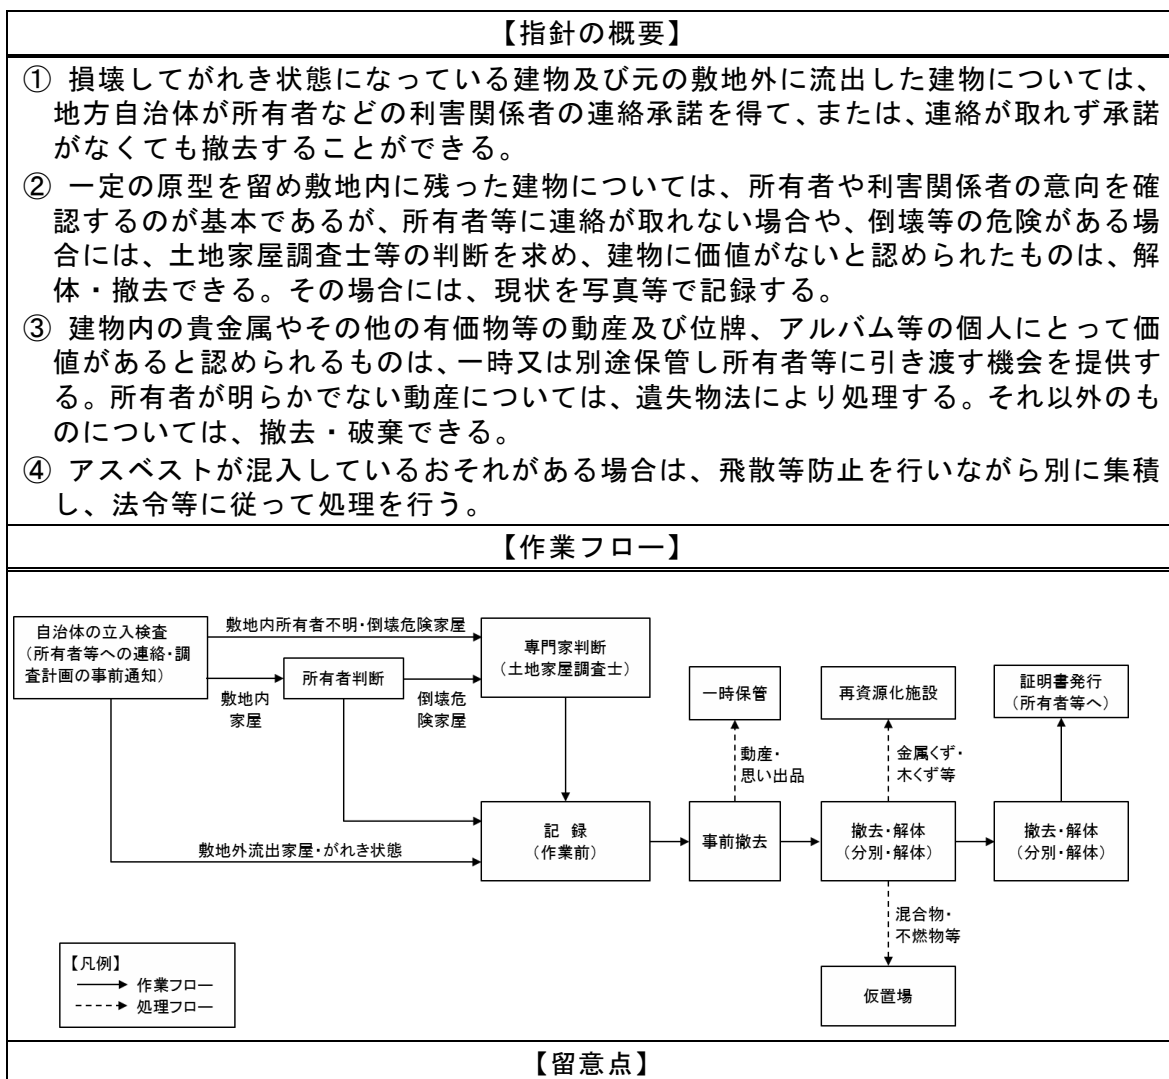 【指針の概要】
① 損壊してがれき状態になっている建物及び元の敷地外に流出した建物については、
地方自治体が所有者などの利害関係者の連絡承諾を得て、または、連絡が取れず承諾
がなくても撤去することができる。
② 一定の原型を留め敷地内に残った建物については、所有者や利害関係者の意向を確
認するのが基本であるが、所有者等に連絡が取れない場合や、倒壊等の危険がある場
合には、土地家屋調査士等の判断を求め、建物に価値がないと認められたものは、解
体・撤去できる。その場合には、現状を写真等で記録する。
③ 建物内の貴金属やその他の有価物等の動産及び位牌、アルバム等の個人にとって価
値があると認められるものは、一時又は別途保管し所有者等に引き渡す機会を提供す
る。所有者が明らかでない動産については、遺失物法により処理する。それ以外のも
のについては、撤去・破棄できる。
④ アスベストが混入しているおそれがある場合は、飛散等防止を行いながら別に集積
し、法令等に従って処理を行う。
【作業フロー】
自治体の立入検査
(所有者等への連絡・調
査計画の事前通知)
敷地内所有者不明・倒壊危険家屋
敷地内
家屋
所有者判断
倒壊危
険家屋
専門家判断
(土地家屋調査士)
敷地外流出家屋・がれき状態
記 録
(作業前)
一時保管
動産・
思い出品
事前撤去
再資源化施設
金属くず・
木くず等
撤去・解体
(分別・解体)
混合物・
不燃物等
仮置場
証明書発行
(所有者等へ)
撤去・解体
(分別・解体)
【凡例】
作業フロー
処理フロー
【留意点】